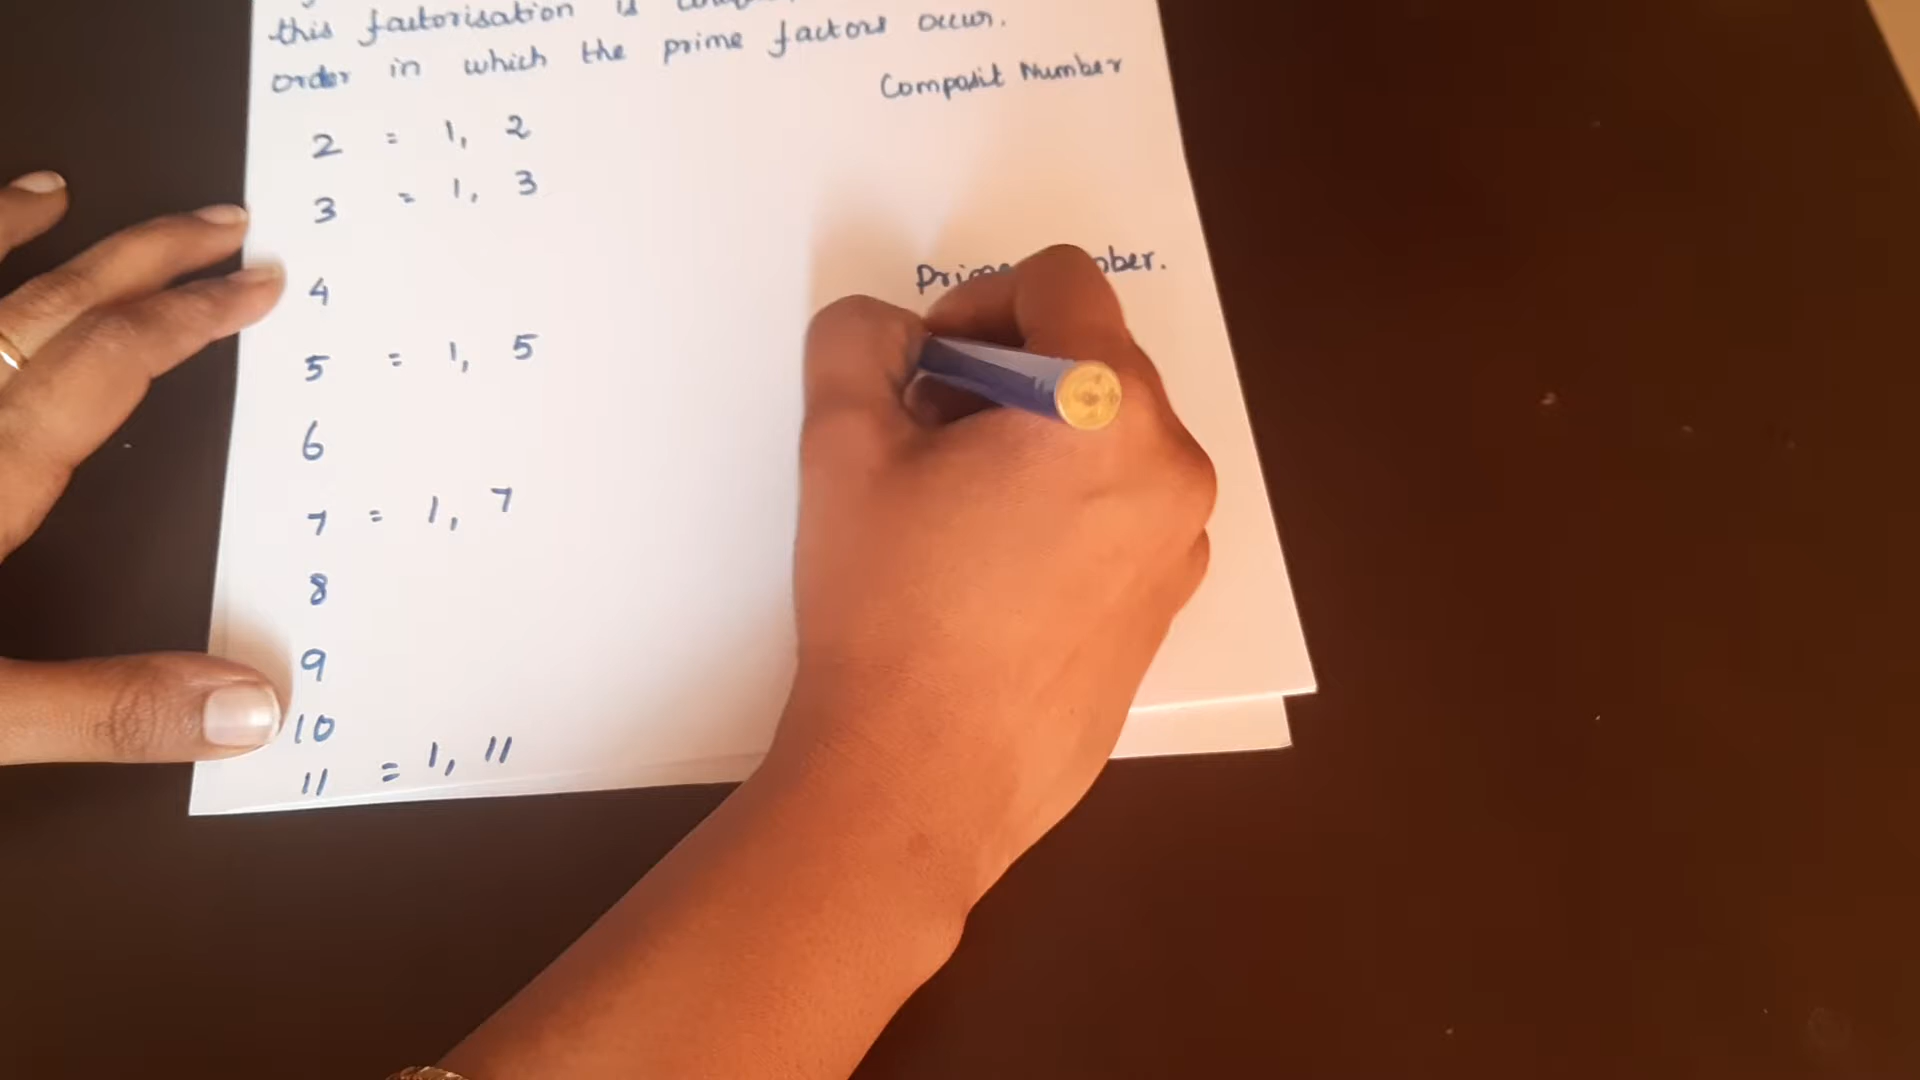 this factorisation is
order in which the prime factors occur.
Composit Number
2 = 1, 2
3 = 1, 3
Prime
4
5 = 1, 5
6
7 = 1, 7
8
9
10
11 = 1, 11